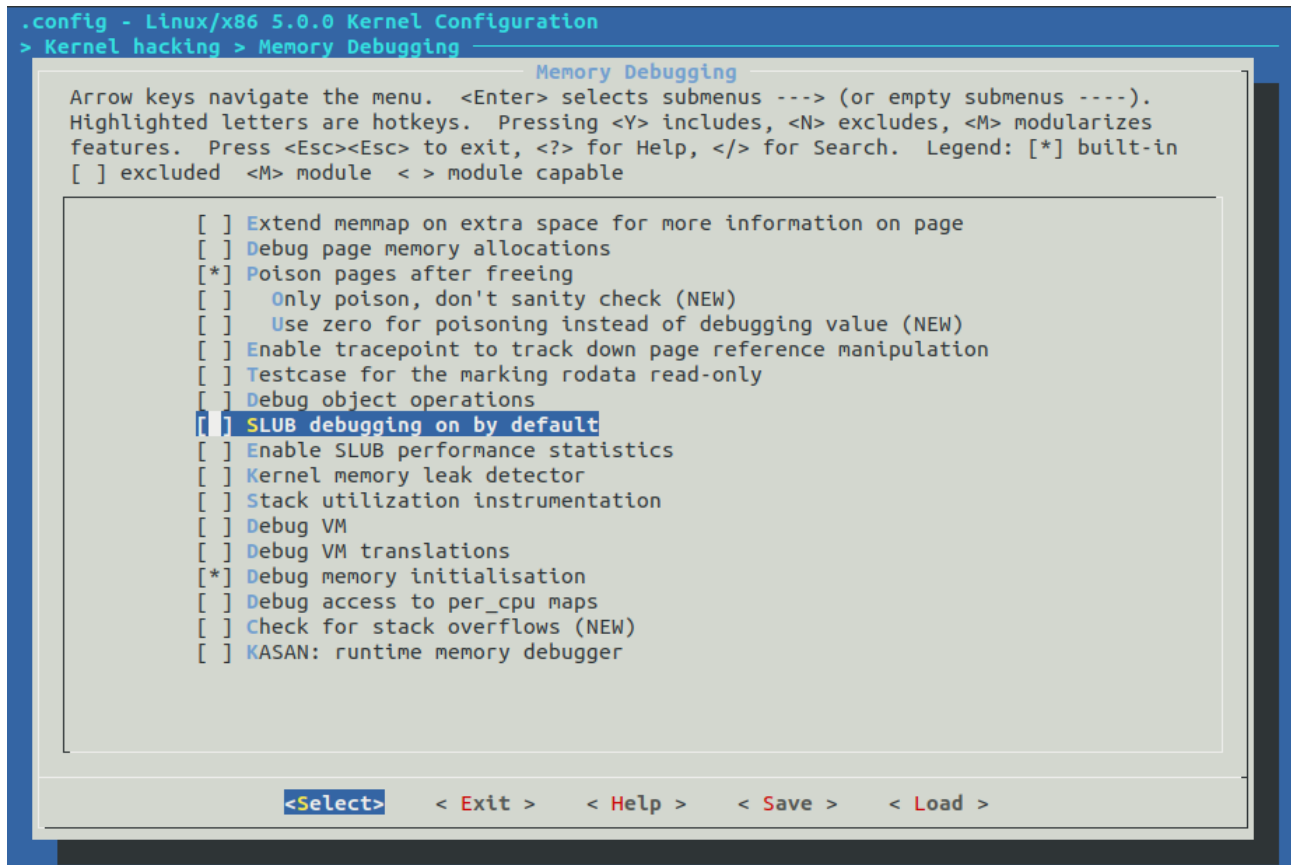 .config - Linux/x86 5.0.0 Kernel Configuration
> Kernel hacking > Memory Debugging
Memory Debugging
Arrow keys navigate the menu.  <Enter> selects submenus ---> (or empty submenus ----).
Highlighted letters are hotkeys.  Pressing <Y> includes, <N> excludes, <M> modularizes
features.  Press <Esc><Esc> to exit, <?> for Help, </> for Search.  Legend: [*] built-in
[ ] excluded  <M> module  < > module capable
[ ] Extend memmap on extra space for more information on page
[ ] Debug page memory allocations
[*] Poison pages after freeing
[ ]   Only poison, don't sanity check (NEW)
[ ]   Use zero for poisoning instead of debugging value (NEW)
[ ] Enable tracepoint to track down page reference manipulation
[ ] Testcase for the marking rodata read-only
[ ] Debug object operations
[ ] SLUB debugging on by default
[ ] Enable SLUB performance statistics
[ ] Kernel memory leak detector
[ ] Stack utilization instrumentation
[ ] Debug VM
[ ] Debug VM translations
[*] Debug memory initialisation
[ ] Debug access to per_cpu maps
[ ] Check for stack overflows (NEW)
[ ] KASAN: runtime memory debugger
<Select>    < Exit >    < Help >    < Save >    < Load >